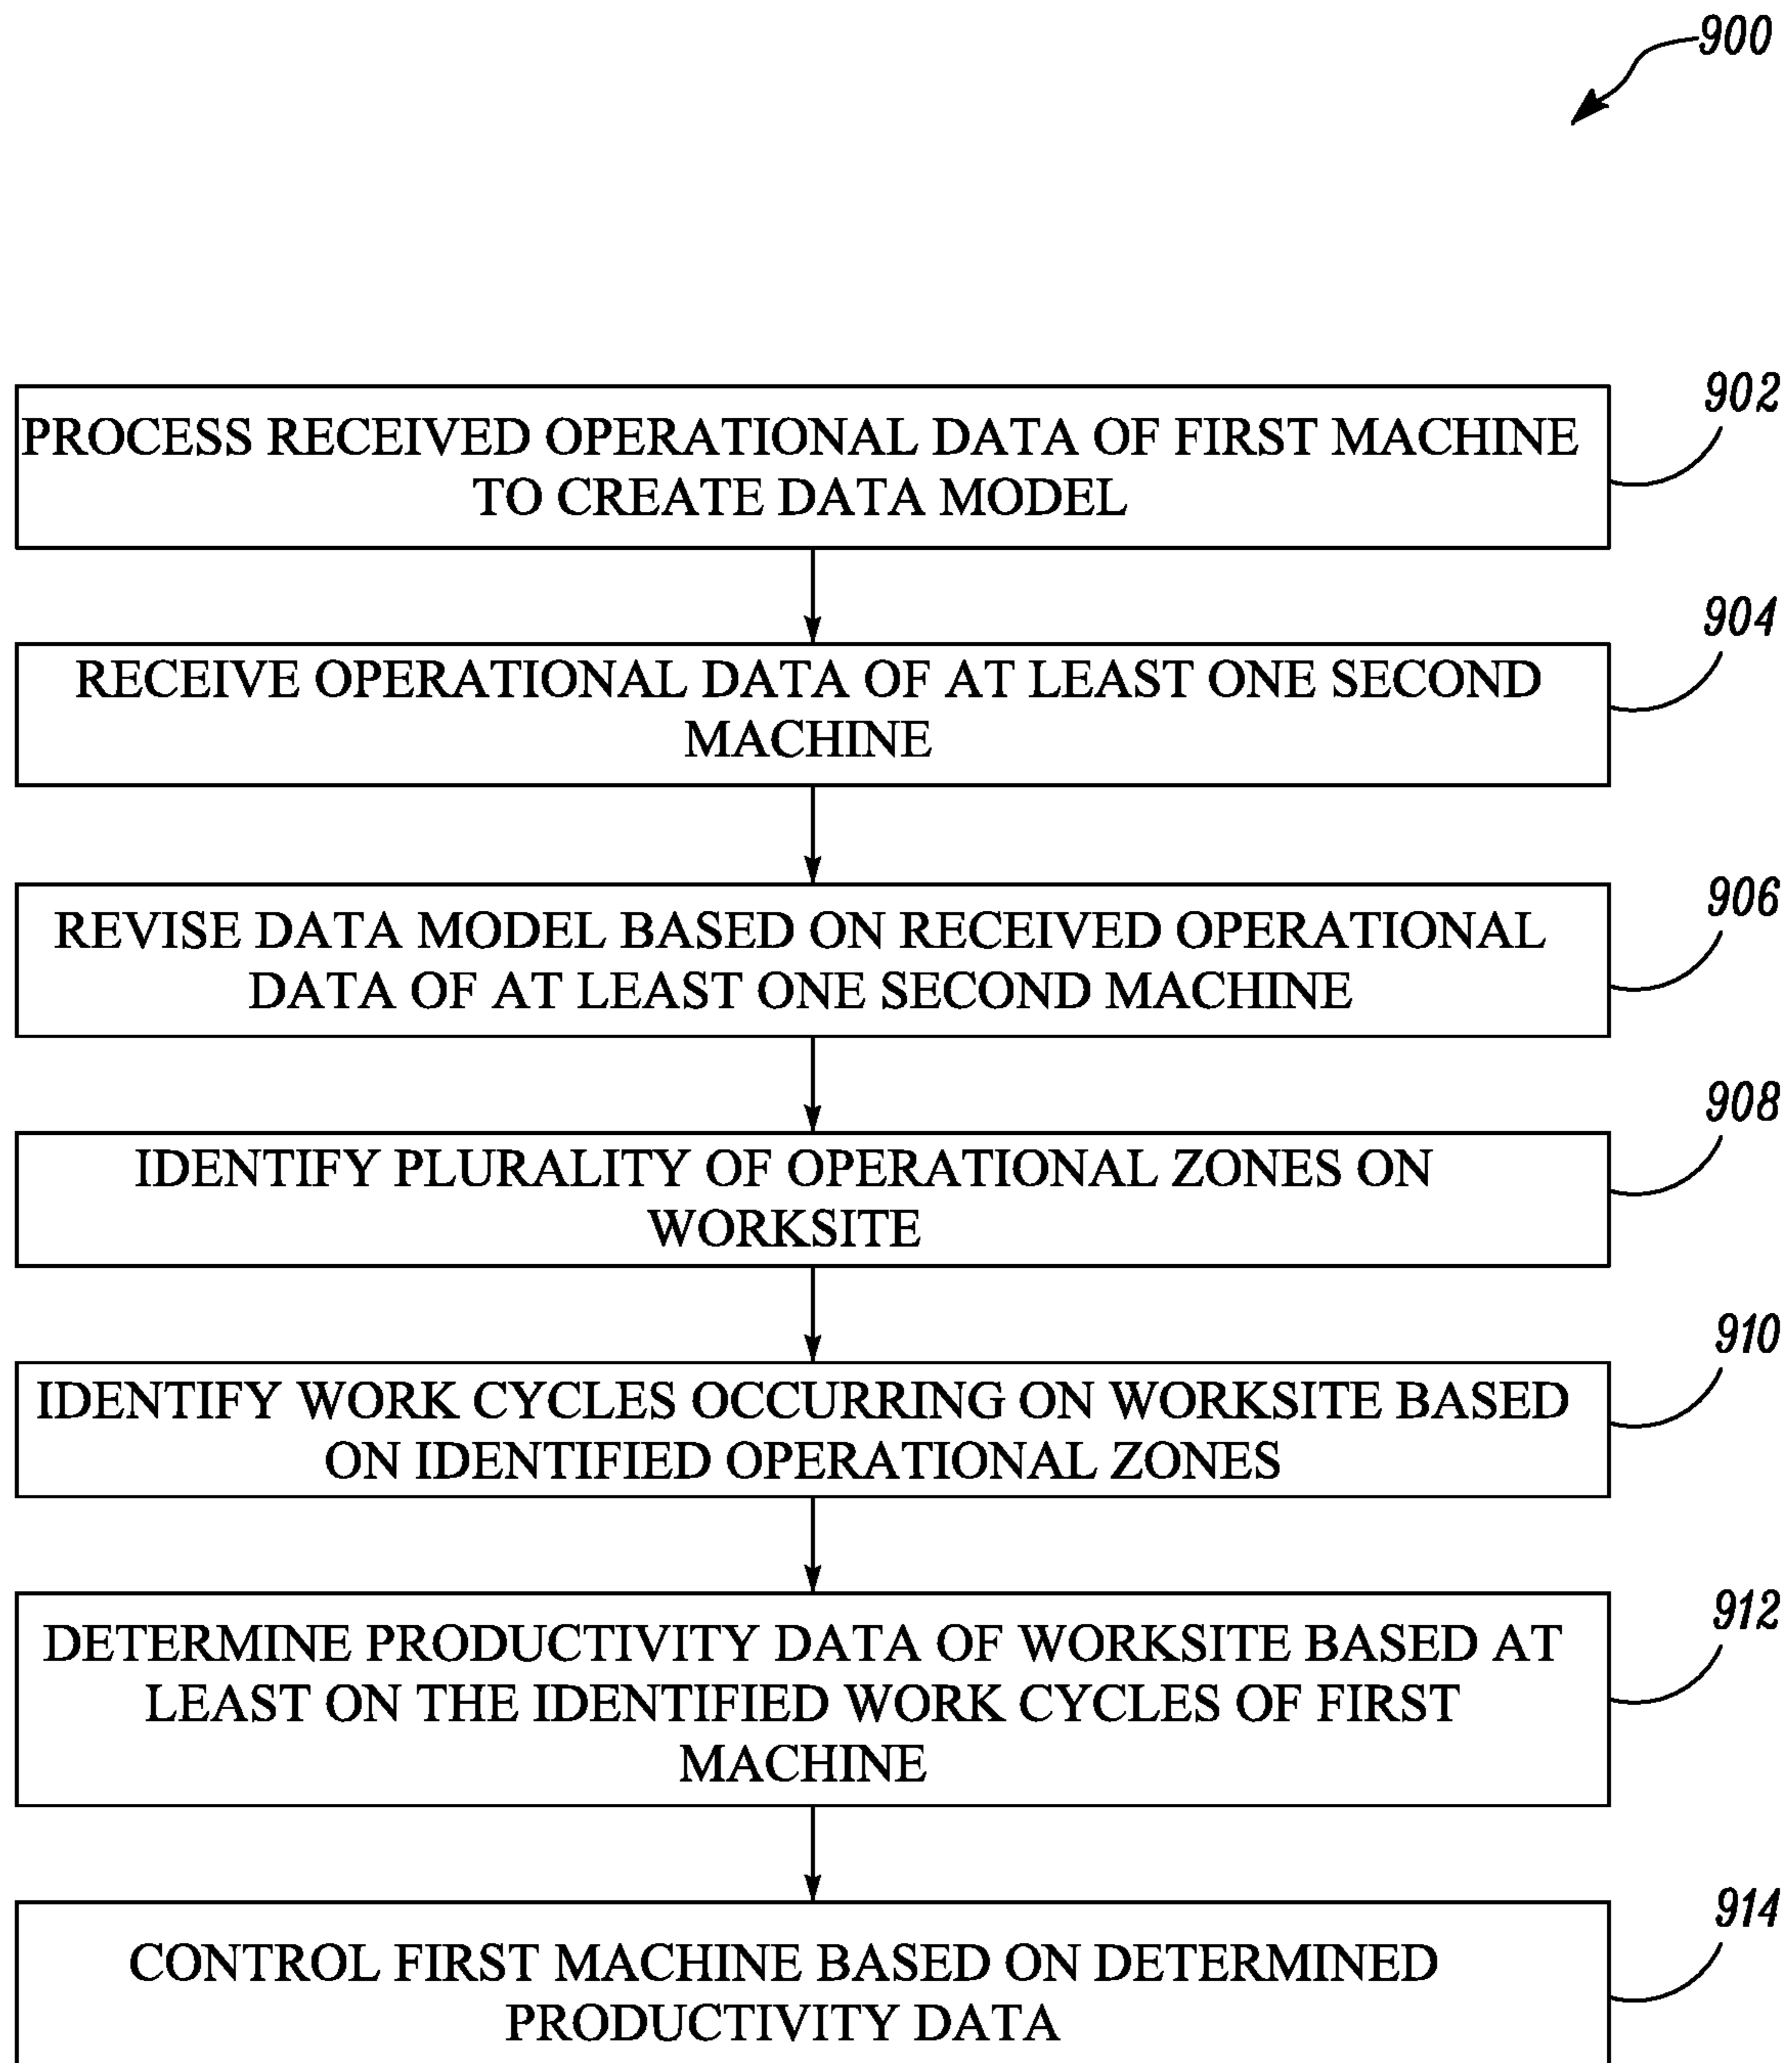 900
902
PROCESS RECEIVED OPERATIONAL DATA OF FIRST MACHINE
TO CREATE DATA MODEL
904
RECEIVE OPERATIONAL DATA OF AT LEAST ONE SECOND
MACHINE
906
REVISE DATA MODEL BASED ON RECEIVED OPERATIONAL
DATA OF AT LEAST ONE SECOND MACHINE
908
IDENTIFY PLURALITY OF OPERATIONAL ZONES ON
WORKSITE
910
IDENTIFY WORK CYCLES OCCURRING ON WORKSITE BASED
ON IDENTIFIED OPERATIONAL ZONES
912
DETERMINE PRODUCTIVITY DATA OF WORKSITE BASED AT
LEAST ON THE IDENTIFIED WORK CYCLES OF FIRST
MACHINE
914
CONTROL FIRST MACHINE BASED ON DETERMINED
PRODUCTIVITY DATA